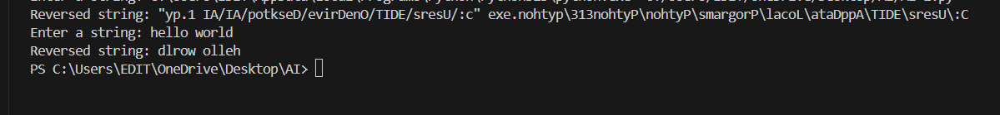 Reversed string: "yp.1 IA/IA/potkseD/evirDenO/TIDE/sresU/:c" exe.nohtyp\313nohtyP\nohtyP\smargorP\lacoL\ataDppA\TIDE\sresU\:C
Enter a string: hello world
Reversed string: dlrow olleh
PS C:\Users\EDIT\OneDrive\Desktop\AI>